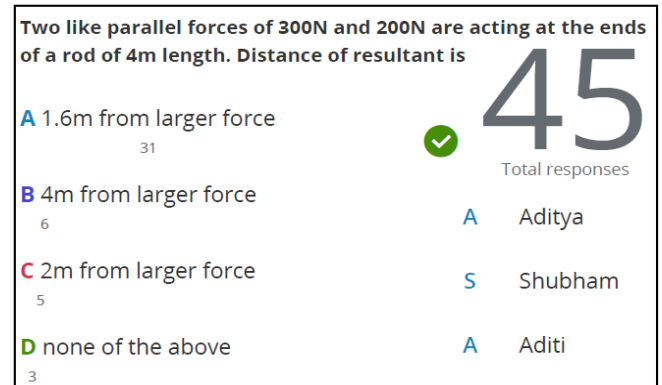 Two like parallel forces of 300N and 200N are acting at the ends
of a rod of 4m length. Distance of resultant is
45
Total responses
A 1.6m from larger force
31
B 4m from larger force
6
C 2m from larger force
5
D none of the above
3
A Aditya
S Shubham
A Aditi